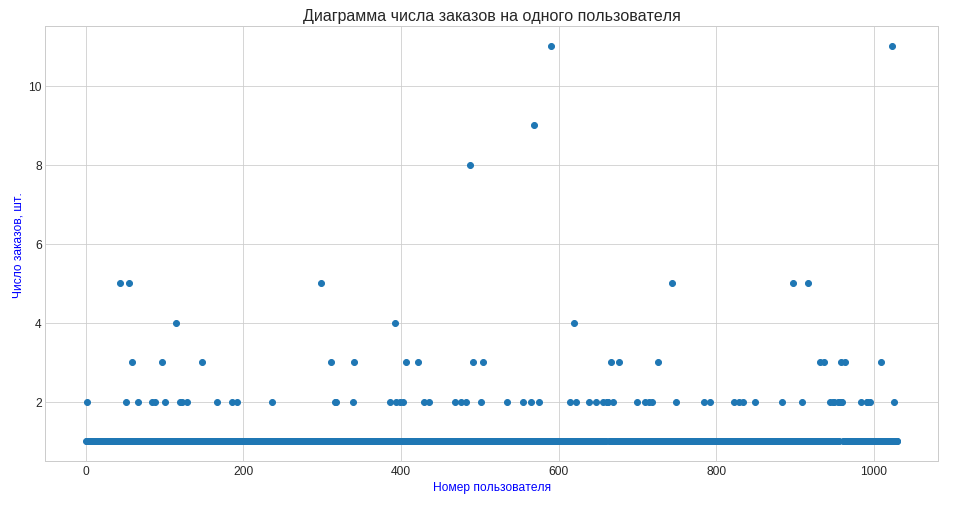 Диаграмма числа заказов на одного пользователя
Число заказов, шт.
10
8
6
4
2
0 200 400 600 800 1000
Номер пользователя